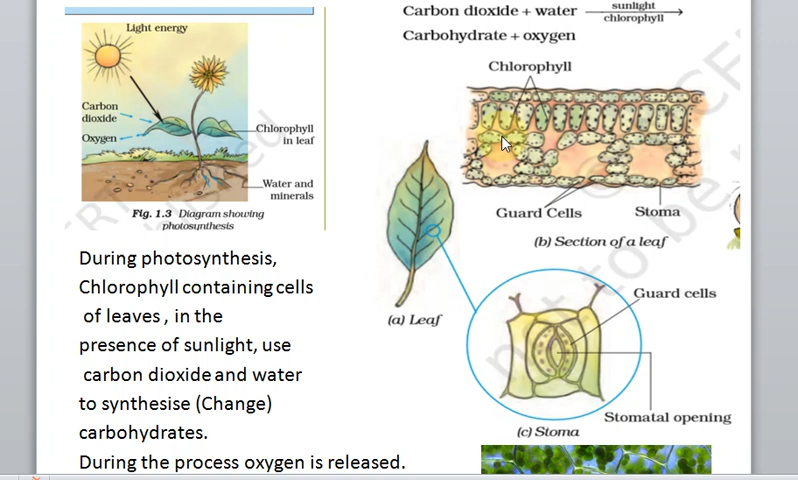 Light energy
Carbon
dioxide
Oxygen
Chlorophyll
in leaf
Water and
minerals
Fig. 1.3 Diagram showing
photosynthesis
During photosynthesis,
Chlorophyll containing cells
of leaves , in the
presence of sunlight, use
carbon dioxide and water
to synthesise (Change)
carbohydrates.
During the process oxygen is released.
Carbon dioxide + water sunlight
chlorophyll
Carbohydrate + oxygen
Chlorophyll
Guard Cells
Stoma
(b) Section of a leaf
(a) Leaf
Guard cells
Stomatal opening
(c) Stoma
not to be